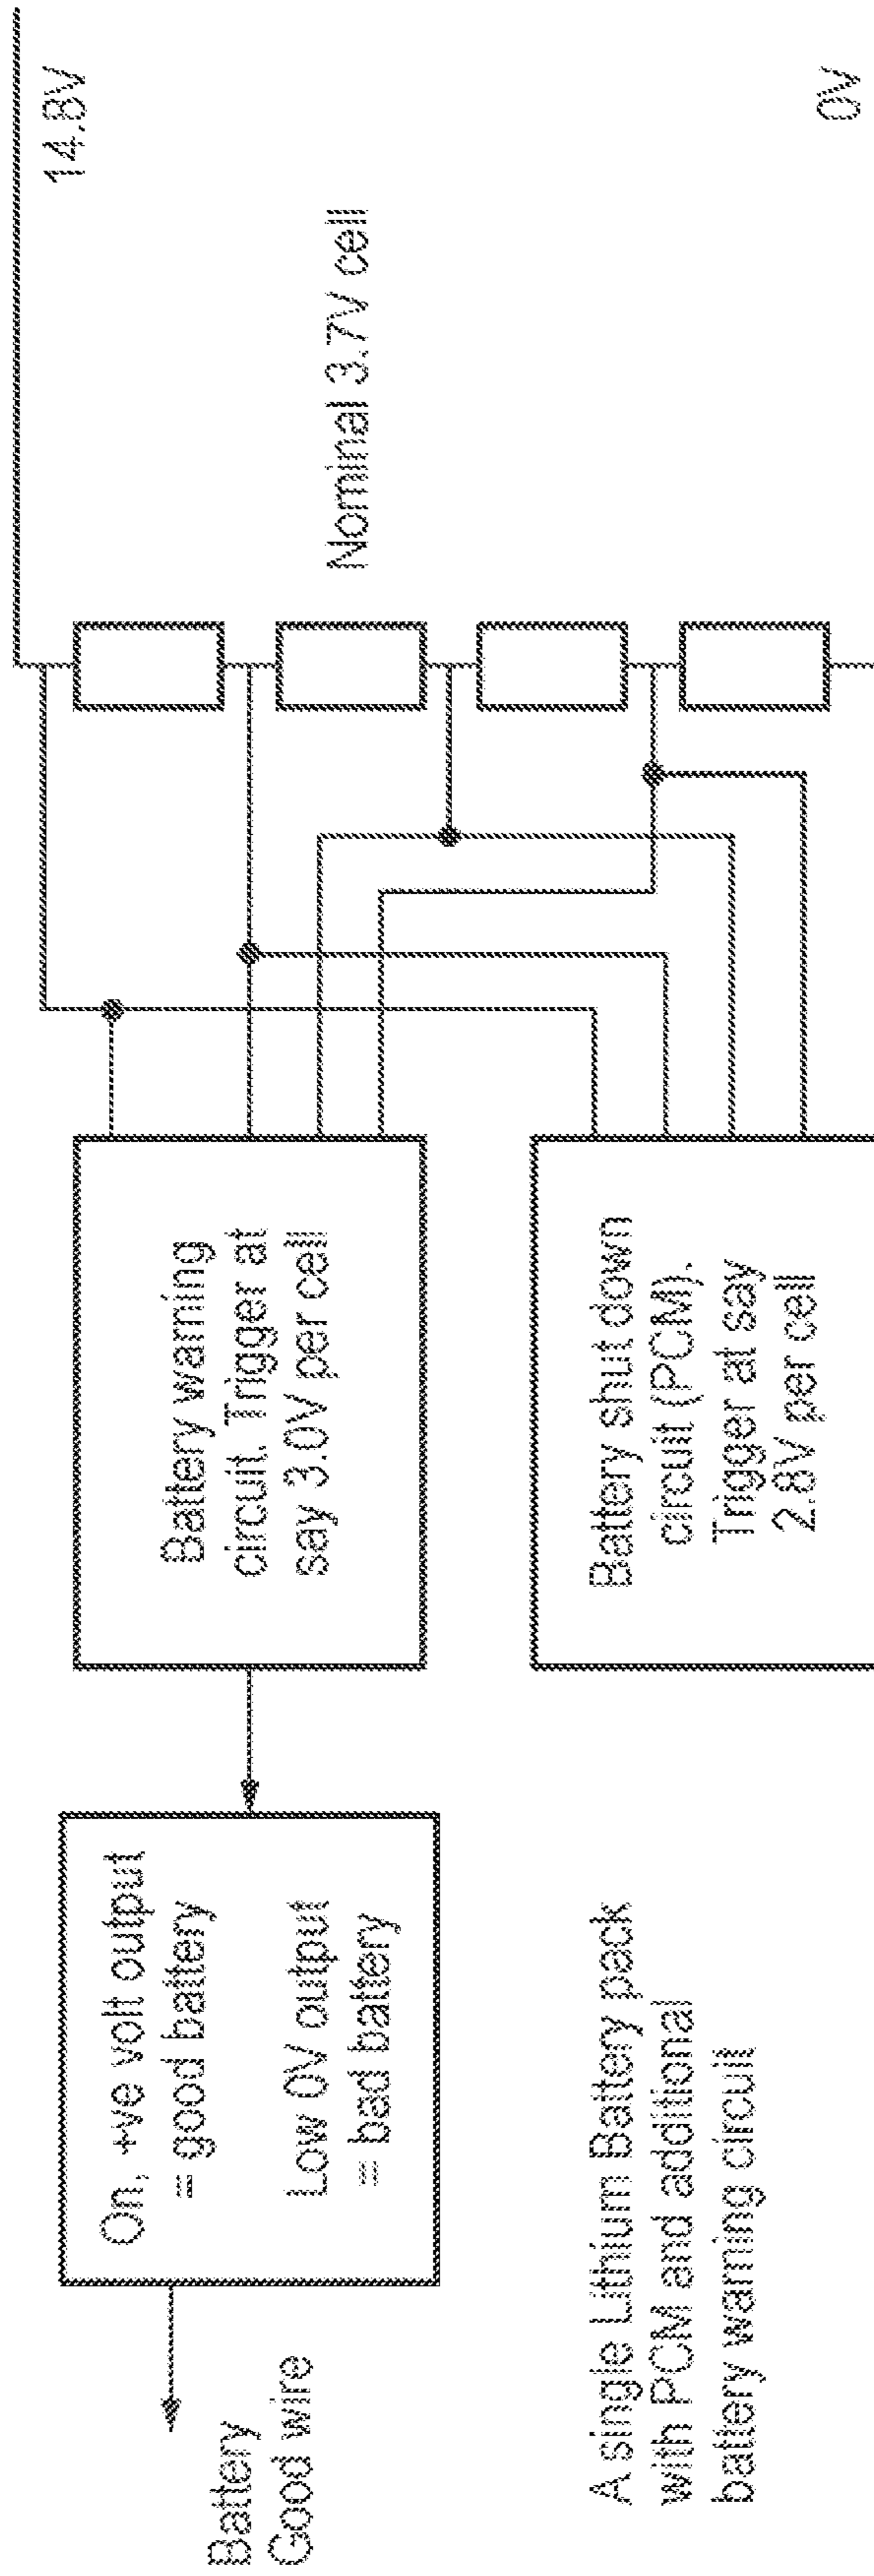 Battery
Good wire
On, +ve volt output
= good battery
Low 0V output
= bad battery
Battery warning
circuit. Trigger at
say 3.0V per cell
14.8V
Nominal 3.7V cell
Battery shut down
circuit (PCM).
Trigger at say
2.8V per cell
0V
A single Lithium Battery pack
with PCM and additional
battery warning circuit